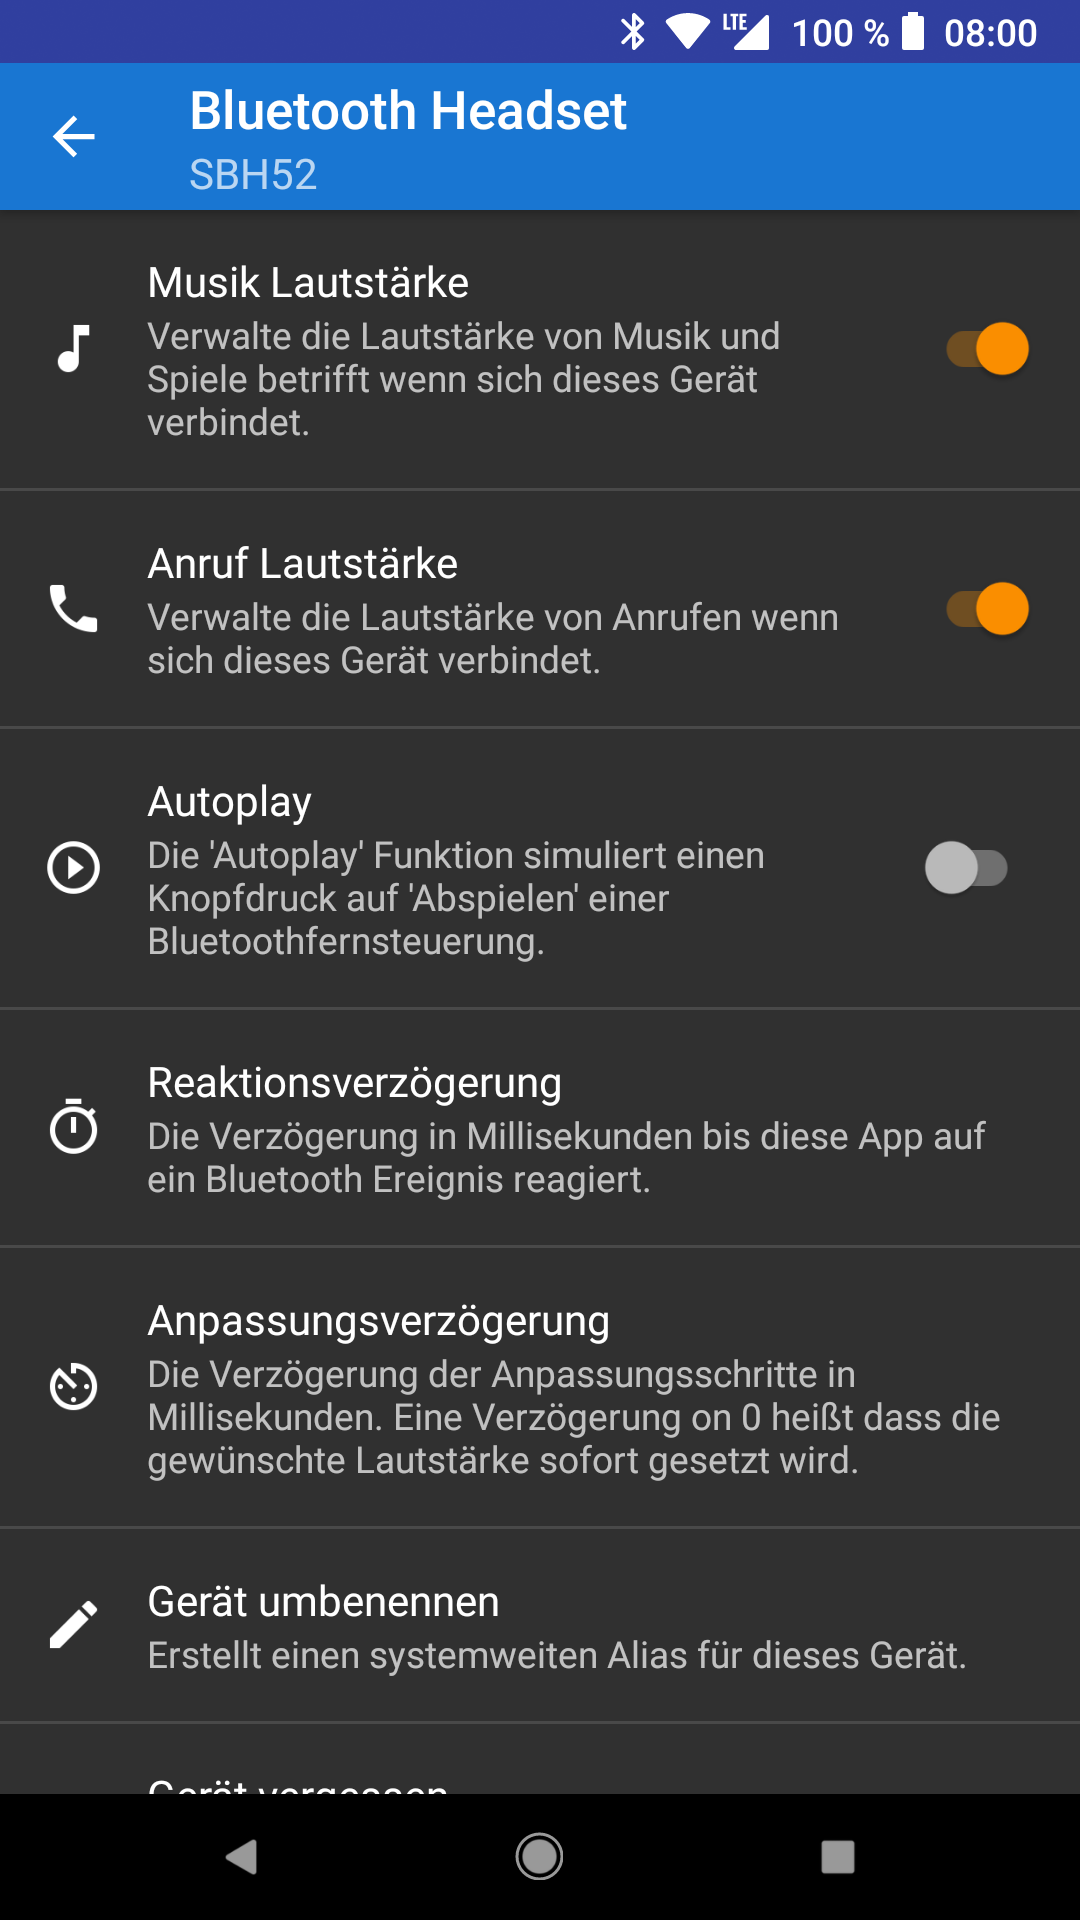 LTE 100 % 08:00
Bluetooth Headset
SBH52
Musik Lautstärke
Verwalte die Lautstärke von Musik und
Spiele betrifft wenn sich dieses Gerät
verbindet.
Anruf Lautstärke
Verwalte die Lautstärke von Anrufen wenn
sich dieses Gerät verbindet.
Autoplay
Die 'Autoplay' Funktion simuliert einen
Knopfdruck auf 'Abspielen' einer
Bluetoothfernsteuerung.
Reaktionsverzögerung
Die Verzögerung in Millisekunden bis diese App auf
ein Bluetooth Ereignis reagiert.
Anpassungsverzögerung
Die Verzögerung der Anpassungsschritte in
Millisekunden. Eine Verzögerung on 0 heißt dass die
gewünschte Lautstärke sofort gesetzt wird.
Gerät umbenennen
Erstellt einen systemweiten Alias für dieses Gerät.
Gerät vergessen